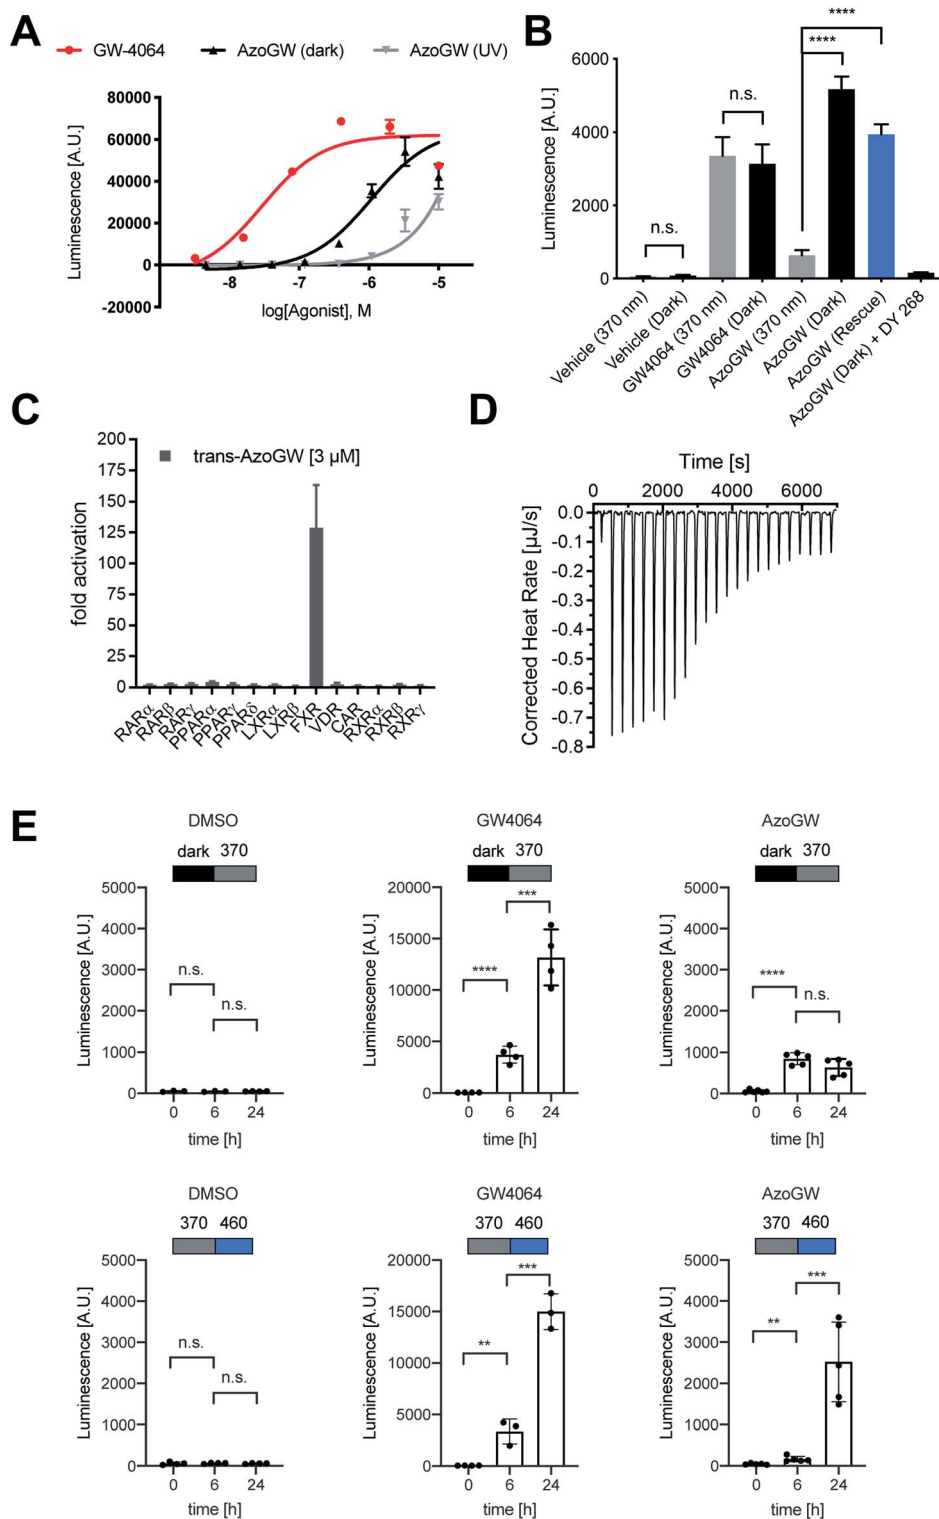 A
GW-4064 AzoGW (dark) AzoGW (UV)
Luminescence [A.U.]
80000
60000
40000
20000
0
-20000
-8 -7 -6 -5
log[Agonist], M
B
****
****
n.s.
n.s.
Luminescence [A.U.]
6000
4000
2000
0
Vehicle (370 nm)
Vehicle (Dark)
GW4064 (370 nm)
GW4064 (Dark)
AzoGW (370 nm)
AzoGW (Dark)
AzoGW (Rescue)
AzoGW (Dark) + DY 268
C
trans-AzoGW [3 µM]
fold activation
200
175
150
125
100
75
50
25
0
RARα
RARβ
RARγ
PPARα
PPARγ
PPARδ
LXRα
LXRβ
FXR
VDR
CAR
RXRα
RXRβ
RXRγ
D
Time [s]
0 2000 4000 6000
Corrected Heat Rate [µJ/s]
0.0
-0.1
-0.2
-0.3
-0.4
-0.5
-0.6
-0.7
-0.8
E
DMSO
dark 370
Luminescence [A.U.]
5000
4000
3000
2000
1000
0
n.s.
n.s.
0 6 24
time [h]
GW4064
dark 370
Luminescence [A.U.]
20000
15000
10000
5000
0
****
***
0 6 24
time [h]
AzoGW
dark 370
Luminescence [A.U.]
5000
4000
3000
2000
1000
0
****
n.s.
0 6 24
time [h]
DMSO
370 460
Luminescence [A.U.]
5000
4000
3000
2000
1000
0
n.s.
n.s.
0 6 24
time [h]
GW4064
370 460
Luminescence [A.U.]
20000
15000
10000
5000
0
**
***
0 6 24
time [h]
AzoGW
370 460
Luminescence [A.U.]
5000
4000
3000
2000
1000
0
**
***
0 6 24
time [h]